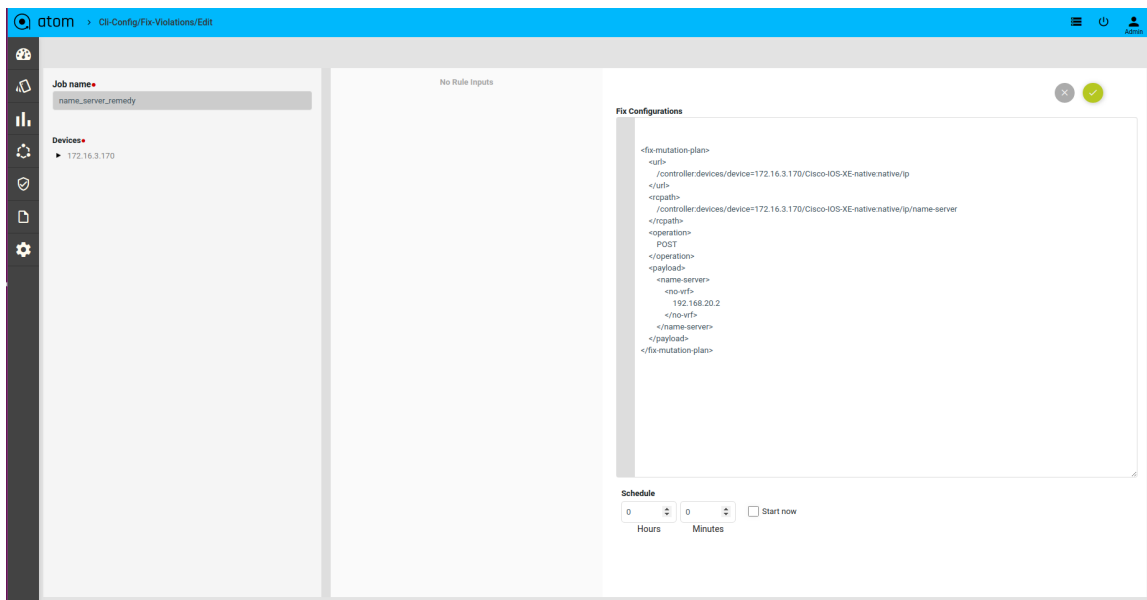 atom > Cli-Config/Fix-Violations/Edit
Admin
Job name
name_server_remedy
Devices
172.16.3.170
No Rule Inputs
Fix Configurations
<fix-mutation-plan>
<url>
/controller:devices/device=172.16.3.170/Cisco-IOS-XE-native:native/ip
</url>
<rcpath>
/controller:devices/device=172.16.3.170/Cisco-IOS-XE-native:native/ip/name-server
</rcpath>
<operation>
POST
</operation>
<payload>
<name-server>
<no-vrf>
192.168.20.2
</no-vrf>
</name-server>
</payload>
</fix-mutation-plan>
Schedule
0 0 Start now
Hours Minutes